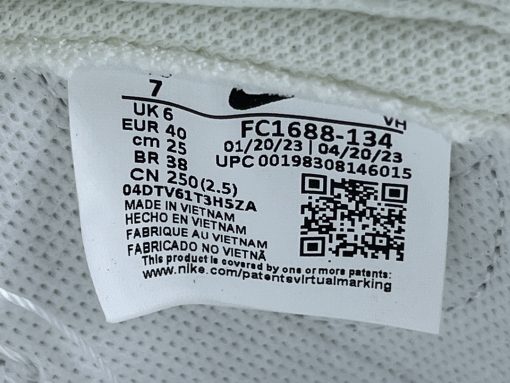 7
VH
UK 6
FC1688-134
EUR 40
01/20/23 | 04/20/23
cm 25
UPC 00198308146015
BR 38
CN 250(2.5)
04DTV61T3H5ZA
MADE IN VIETNAM
HECHO EN VIETNAM
FABRIQUE AU VIETNAM
FABRICADO NO VIETNÃ
This product is covered by one or more patents:
www.nike.com/patentsvirtualmarking